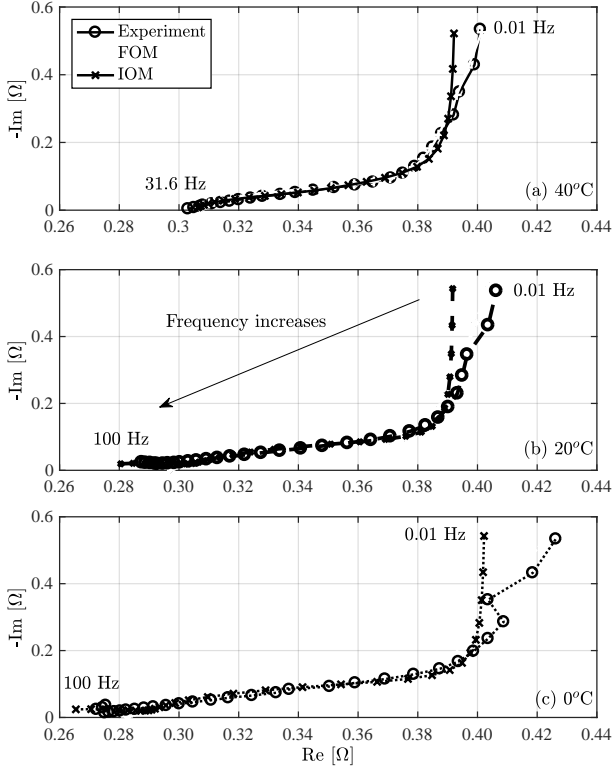 0.6
0.4
0.2
0
-Im [Ω]
Experiment
FOM
IOM
0.01 Hz
31.6 Hz
(a) 40°C
0.26 0.28 0.3 0.32 0.34 0.36 0.38 0.40 0.42 0.44
0.6
0.4
0.2
0
-Im [Ω]
0.01 Hz
Frequency increases
100 Hz
(b) 20°C
0.26 0.28 0.30 0.32 0.34 0.36 0.38 0.40 0.42 0.44
0.6
0.4
0.2
0
-Im [Ω]
0.01 Hz
100 Hz
(c) 0°C
0.26 0.28 0.30 0.32 0.34 0.36 0.38 0.40 0.42 0.44
Re [Ω]